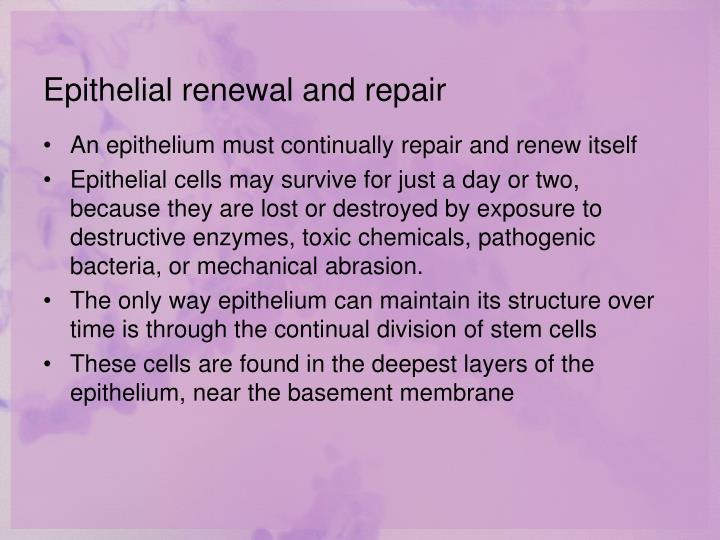 Epithelial renewal and repair
• An epithelium must continually repair and renew itself
• Epithelial cells may survive for just a day or two,
because they are lost or destroyed by exposure to
destructive enzymes, toxic chemicals, pathogenic
bacteria, or mechanical abrasion.
• The only way epithelium can maintain its structure over
time is through the continual division of stem cells
• These cells are found in the deepest layers of the
epithelium, near the basement membrane